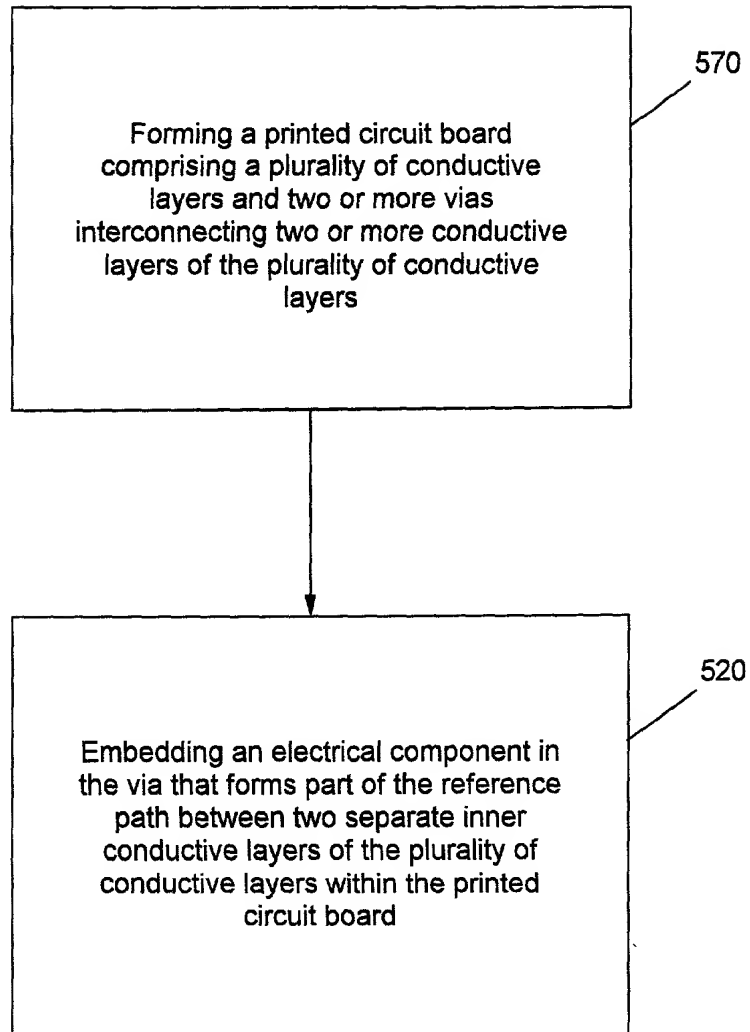 570
Forming a printed circuit board
comprising a plurality of conductive
layers and two or more vias
interconnecting two or more conductive
layers of the plurality of conductive
layers
520
Embedding an electrical component in
the via that forms part of the reference
path between two separate inner
conductive layers of the plurality of
conductive layers within the printed
circuit board